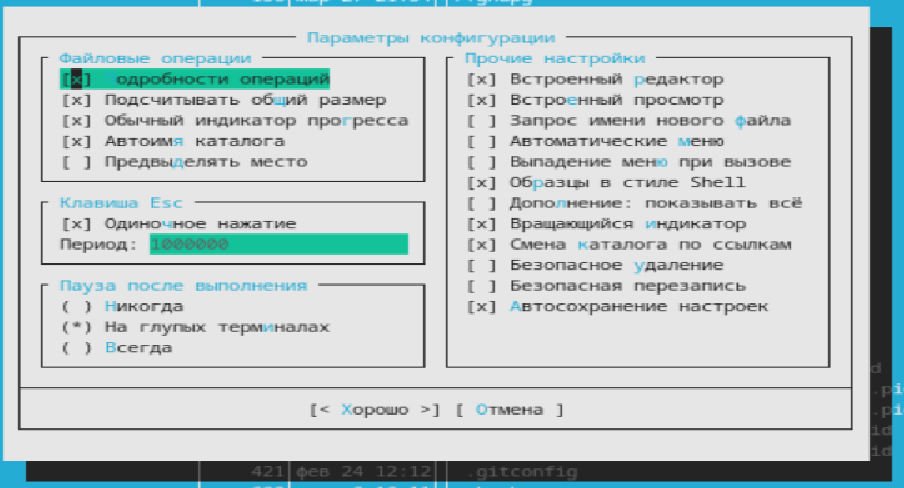 Параметры конфигурации
Файловые операции
[x] Подробности операций
[x] Подсчитывать общий размер
[x] Обычный индикатор прогресса
[x] Автоимя каталога
[ ] Предвыделять место
Клавиша Esc
[x] Одиночное нажатие
Период: 1000000
Пауза после выполнения
( ) Никогда
(*) На глупых терминалах
( ) Всегда
Прочие настройки
[x] Встроенный редактор
[x] Встроенный просмотр
[ ] Запрос имени нового файла
[ ] Автоматические меню
[ ] Выпадение меню при вызове
[x] Образцы в стиле Shell
[ ] Дополнение: показывать всё
[x] Вращающийся индикатор
[x] Смена каталога по ссылкам
[ ] Безопасное удаление
[ ] Безопасная перезапись
[x] Автосохранение настроек
[< Хорошо >] [ Отмена ]
421 фев 24 12:12 .gitconfig